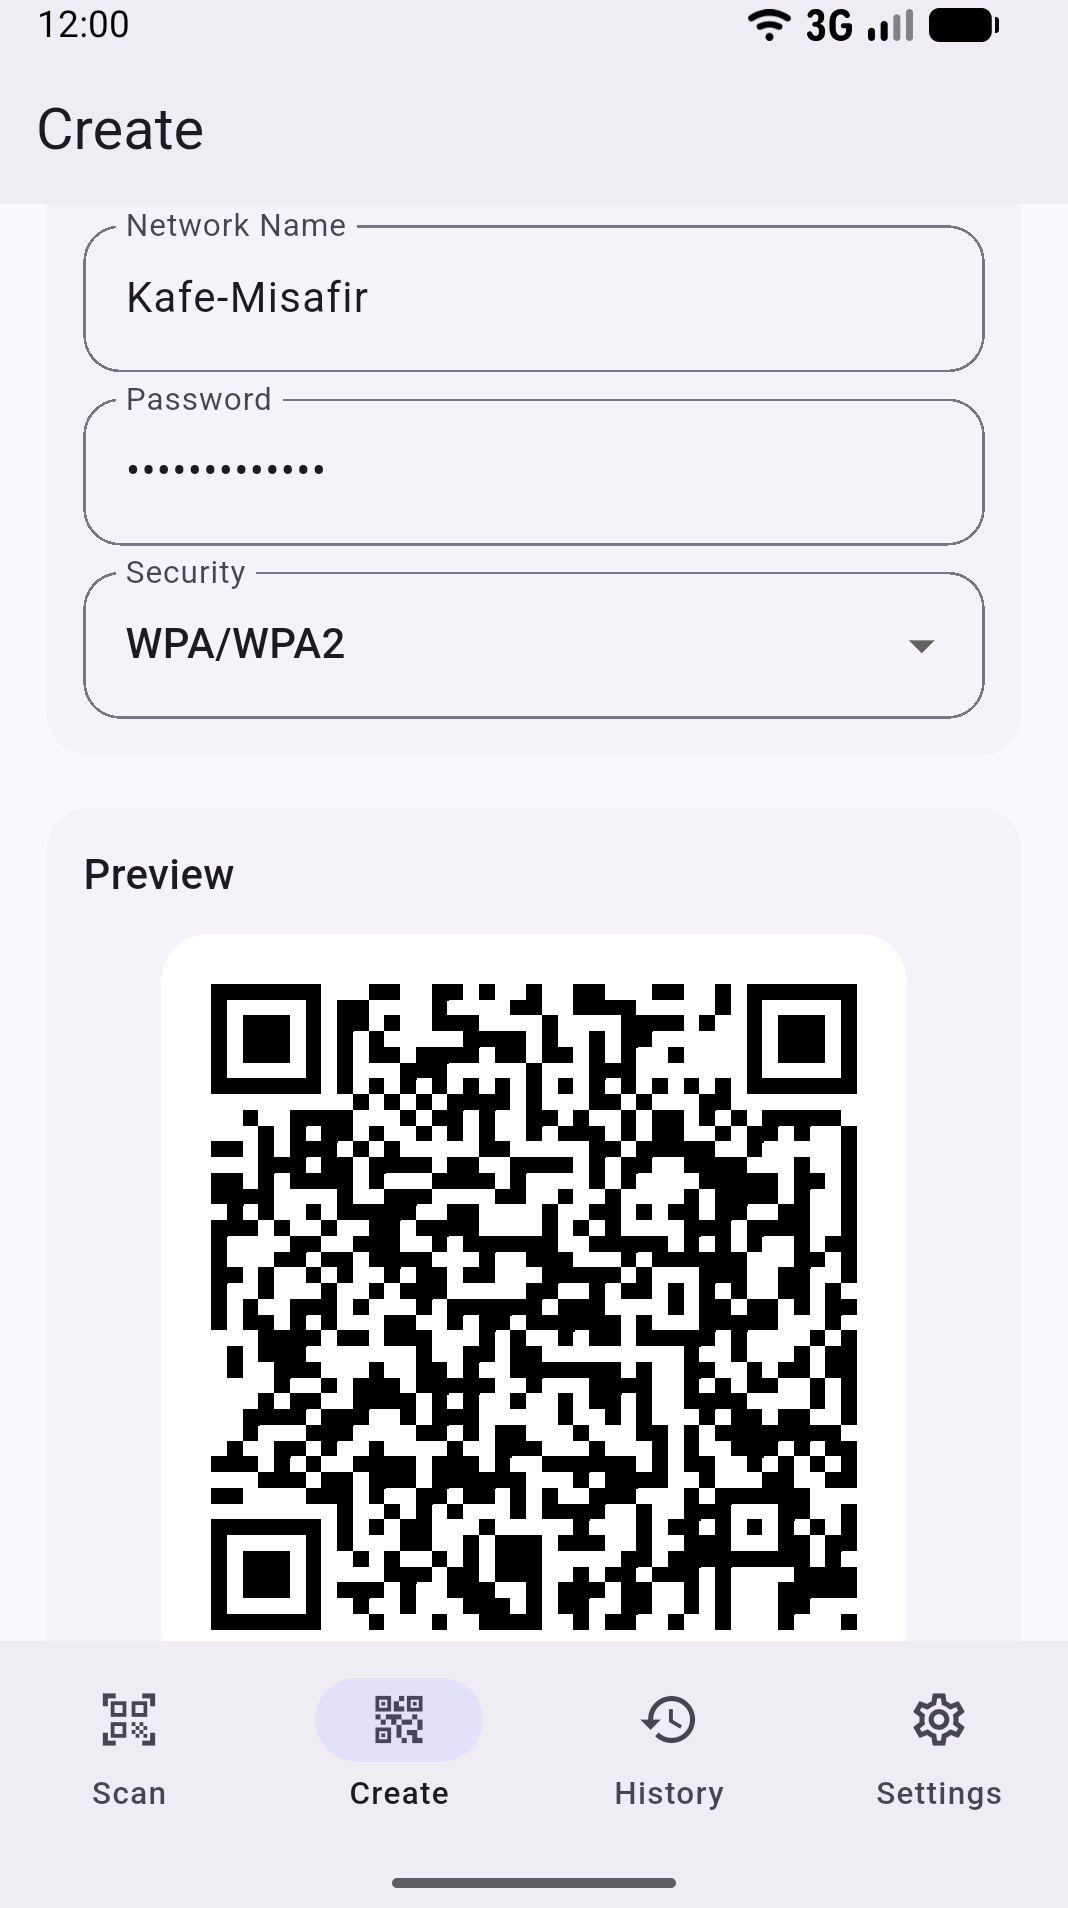 12:00
3G
Create
Network Name
Kafe-Misafir
Password
•••••••••••••
Security
WPA/WPA2
Preview
Scan
Create
History
Settings